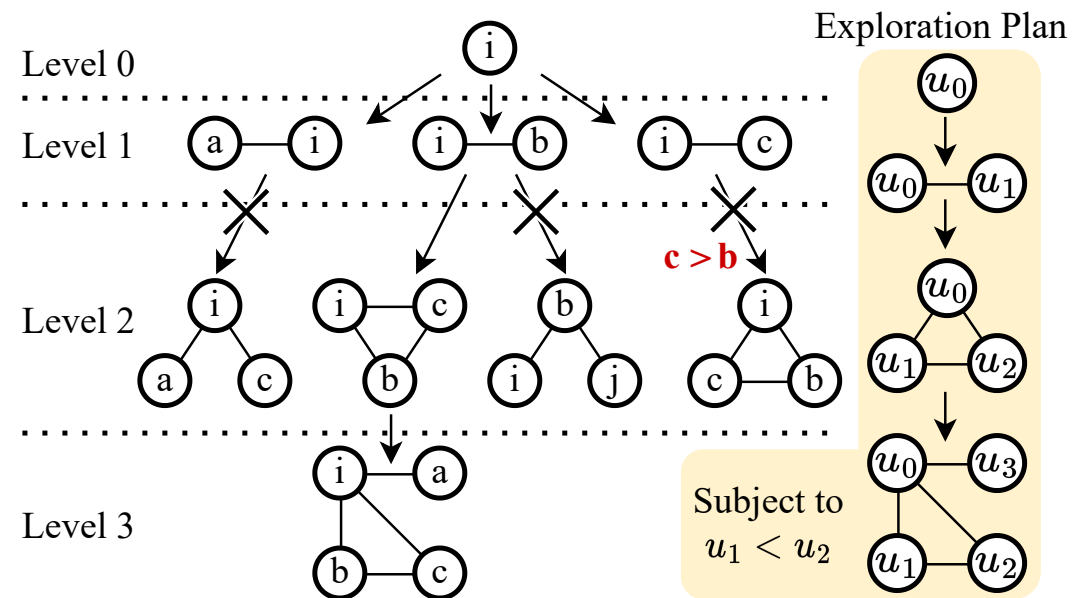 Exploration Plan
Level 0
i
u₀
Level 1
a i
i b
i c
u₀ u₁
c > b
Level 2
i
a c
i c
b
b
i j
i
c b
u₀
u₁ u₂
Level 3
i a
b c
Subject to
u₁ < u₂
u₀ u₃
u₁ u₂